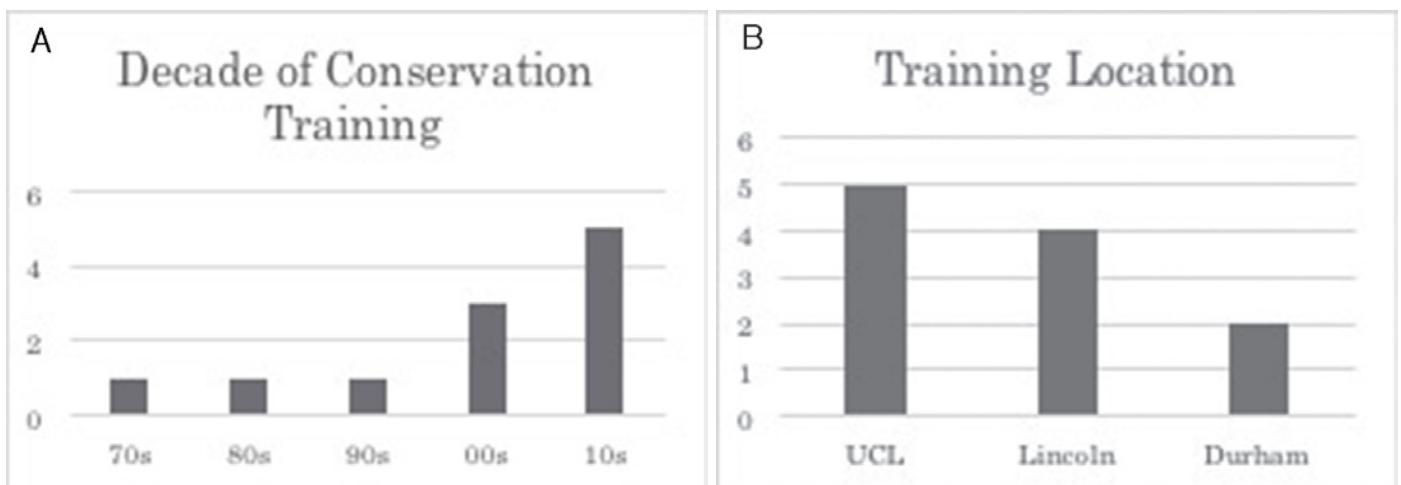 A
Decade of Conservation
Training
6
4
2
0
70s 80s 90s 00s 10s
B
Training Location
6
5
4
3
2
1
0
UCL Lincoln Durham